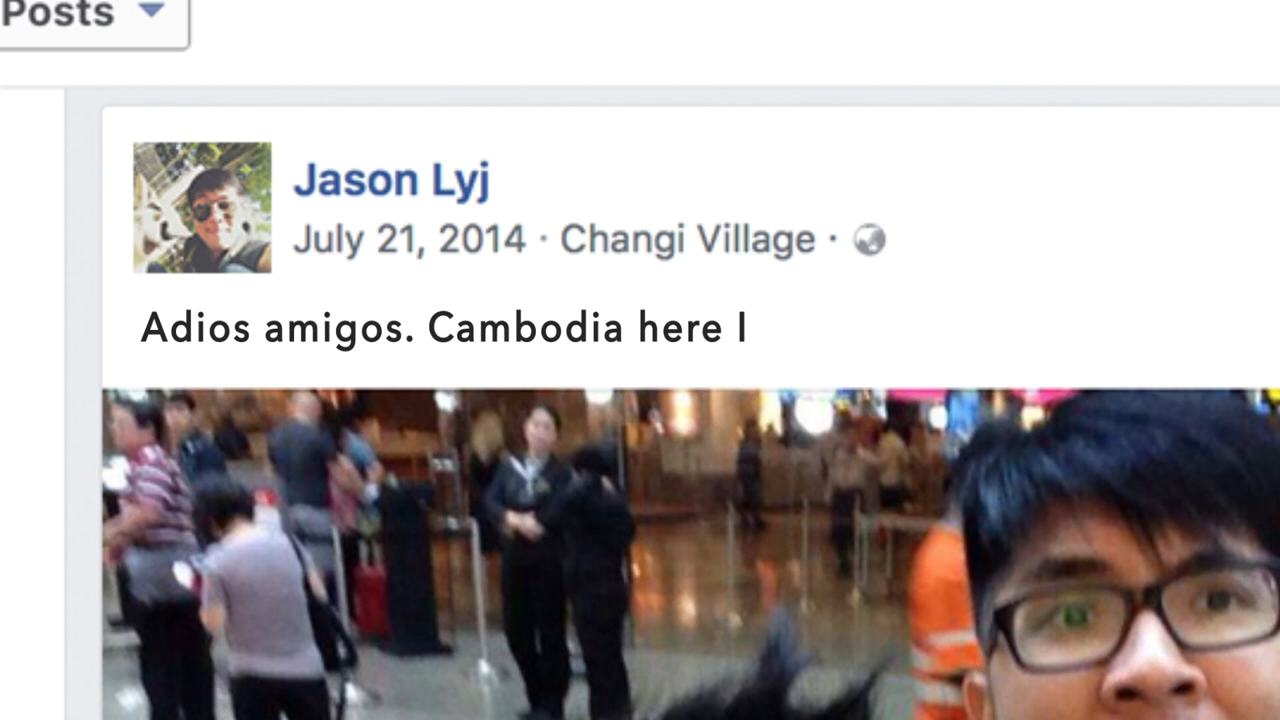 Posts
Jason Lyj
July 21, 2014 · Changi Village ·
Adios amigos. Cambodia here I